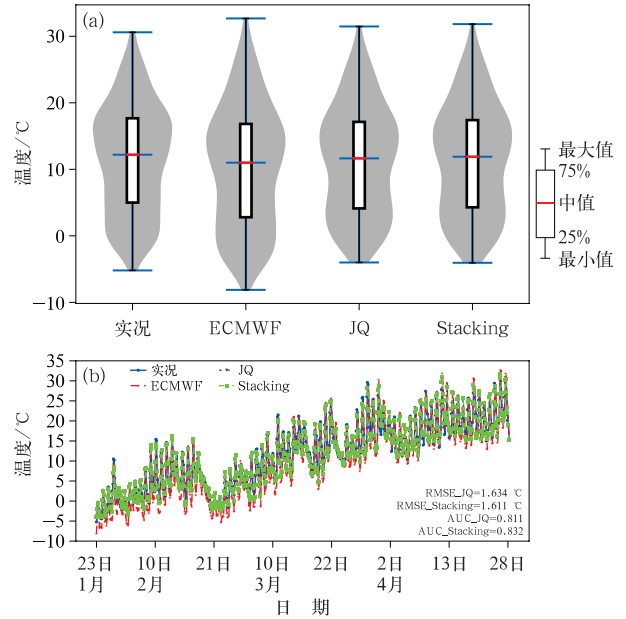 (a)
温度/℃
30
20
10
0
−10
实况 ECMWF JQ Stacking
最大值
75%
中值
25%
最小值
(b)
实况 JQ
ECMWF Stacking
温度/℃
35
30
25
20
15
10
5
0
−5
−10
RMSE_JQ=1.634 ℃
RMSE_Stacking=1.611 ℃
AUC_JQ=0.811
AUC_Stacking=0.832
23日 10日 21日 10日 22日 2日 13日 28日
1月 2月 3月 4月
日 期